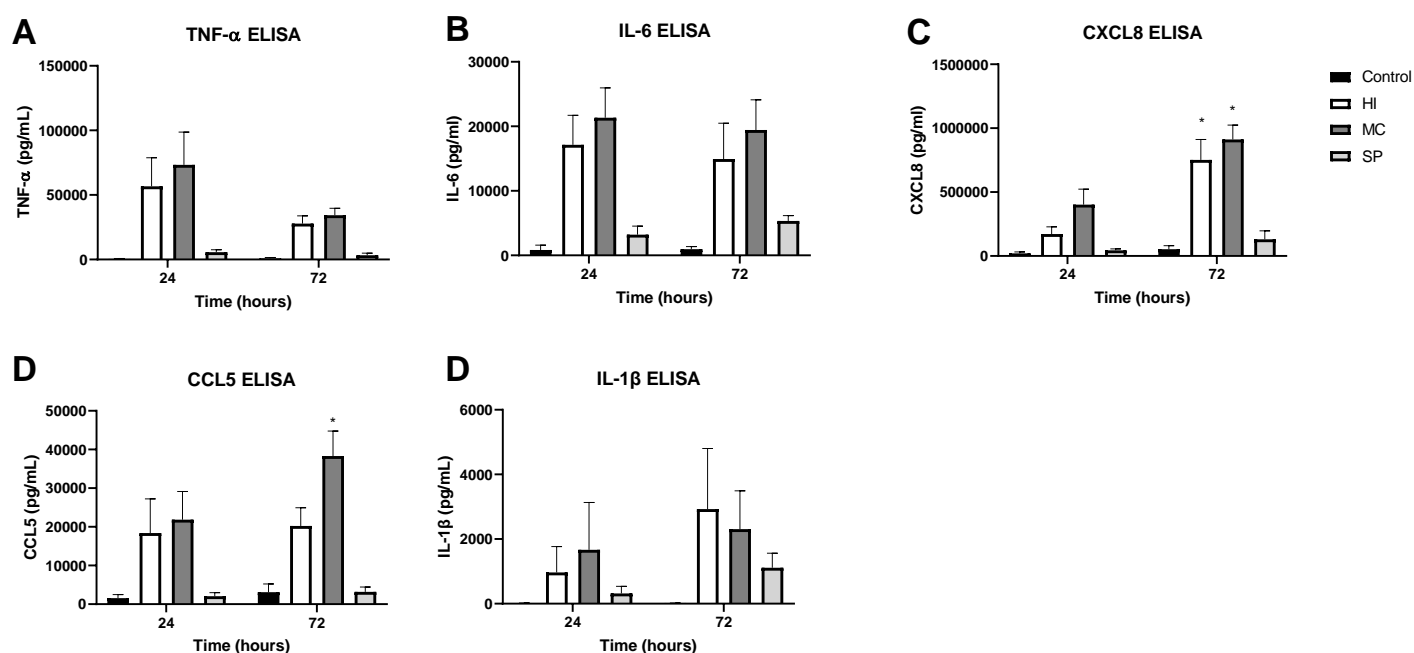 A
TNF-α ELISA
TNF-α (pg/mL)
150000
100000
50000
0
24
72
Time (hours)
B
IL-6 ELISA
IL-6 (pg/ml)
30000
20000
10000
0
24
72
Time (hours)
C
CXCL8 ELISA
CXCL8 (pg/ml)
1500000
1000000
500000
0
* *
24
72
Time (hours)
Control
HI
MC
SP
D
CCL5 ELISA
CCL5 (pg/mL)
50000
40000
30000
20000
10000
0
*
24
72
Time (hours)
D
IL-1β ELISA
IL-1β (pg/mL)
6000
4000
2000
0
24
72
Time (hours)